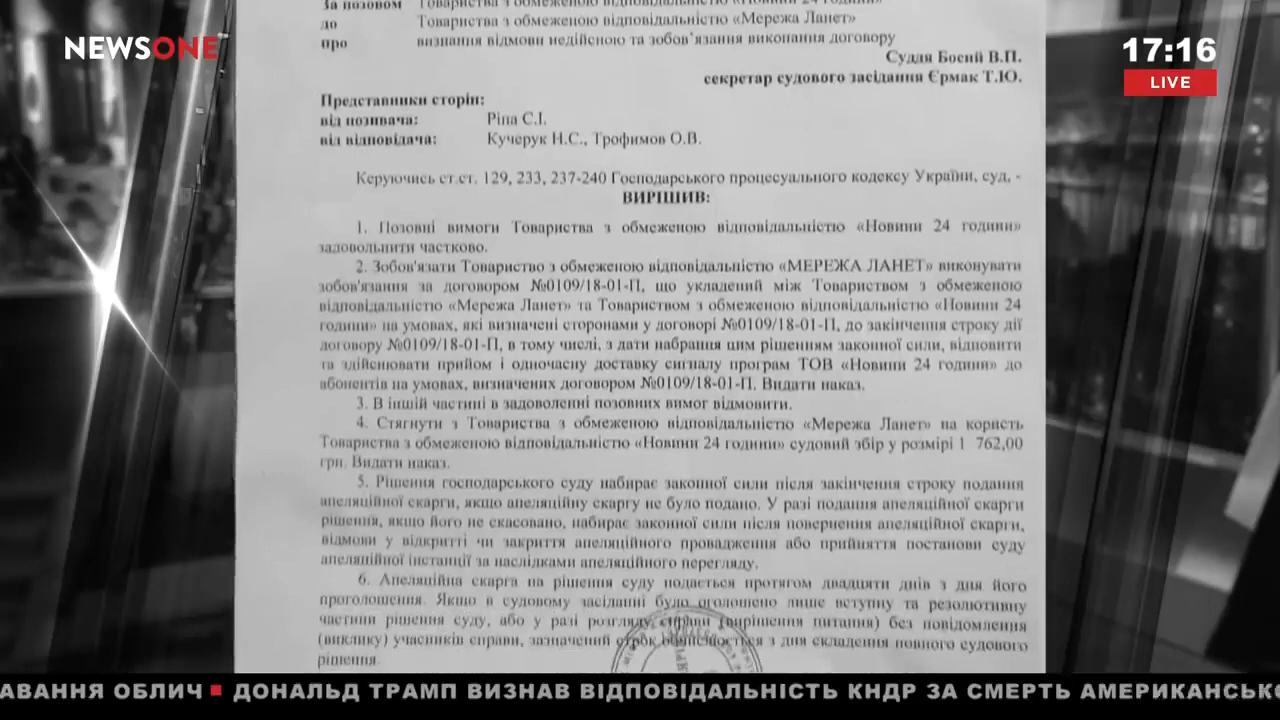 NEWSONE
17:16
LIVE
За позовом Товариства з обмеженою відповідальністю «Новини 24 години»
до Товариства з обмеженою відповідальністю «Мережа Ланет»
про визнання відмови недійсною та зобов'язання виконання договору
Суддя Босий В.П.
секретар судового засідання Єрмак Т.Ю.
Представники сторін:
від позивача: Ріпа С.І.
від відповідача: Кучерук Н.С., Трофимов О.В.
Керуючись ст.ст. 129, 233, 237-240 Господарського процесуального кодексу України, суд, -
ВИРІШИВ:
1. Позовні вимоги Товариства з обмеженою відповідальністю «Новини 24 години»
задовольнити частково.
2. Зобов'язати Товариство з обмеженою відповідальністю «МЕРЕЖА ЛАНЕТ» виконувати
зобов'язання за договором №0109/18-01-П, що укладений між Товариством з обмеженою
відповідальністю «Мережа Ланет» та Товариством з обмеженою відповідальністю «Новини 24
години» на умовах, які визначені сторонами у договорі №0109/18-01-П, до закінчення строку дії
договору №0109/18-01-П, в тому числі, з дати набрання цим рішенням законної сили, відновити
та здійснювати прийом і одночасну доставку сигналу програм ТОВ «Новини 24 години» до
абонентів на умовах, визначених договором №0109/18-01-П. Видати наказ.
3. В іншій частині в задоволенні позовних вимог відмовити.
4. Стягнути з Товариства з обмеженою відповідальністю «Мережа Ланет» на користь
Товариства з обмеженою відповідальністю «Новини 24 години» судовий збір у розмірі 1 762,00
грн. Видати наказ.
5. Рішення господарського суду набирає законної сили після закінчення строку подання
апеляційної скарги, якщо апеляційну скаргу не було подано. У разі подання апеляційної скарги
рішення, якщо його не скасовано, набирає законної сили після повернення апеляційної скарги,
відмови у відкритті чи закриття апеляційного провадження або прийняття постанови суду
апеляційної інстанції за наслідками апеляційного перегляду.
6. Апеляційна скарга на рішення суду подається протягом двадцяти днів з дня його
проголошення. Якщо в судовому засіданні було оголошено лише вступну та резолютивну
частини рішення суду, або у разі розгляду справи (вирішення питання) без повідомлення
(виклику) учасників справи, зазначений строк обчислюється з дня складення повного судового
рішення.
АВАННЯ ОБЛИЧ ■ ДОНАЛЬД ТРАМП ВИЗНАВ ВІДПОВІДАЛЬНІСТЬ КНДР ЗА СМЕРТЬ АМЕРИКАНСЬКО